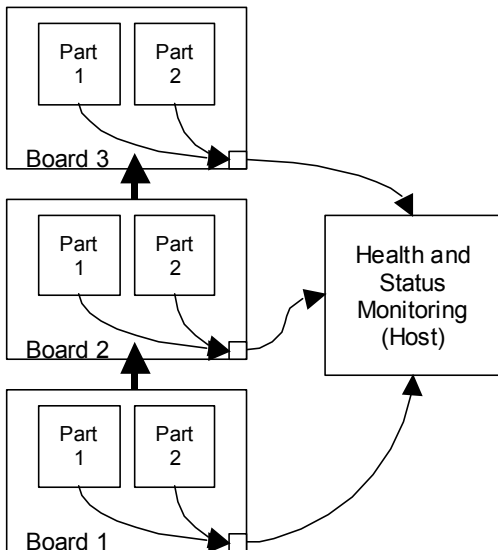 Part
1
Part
2
Board 3
Part
1
Part
2
Board 2
Part
1
Part
2
Board 1
Health and
Status
Monitoring
(Host)